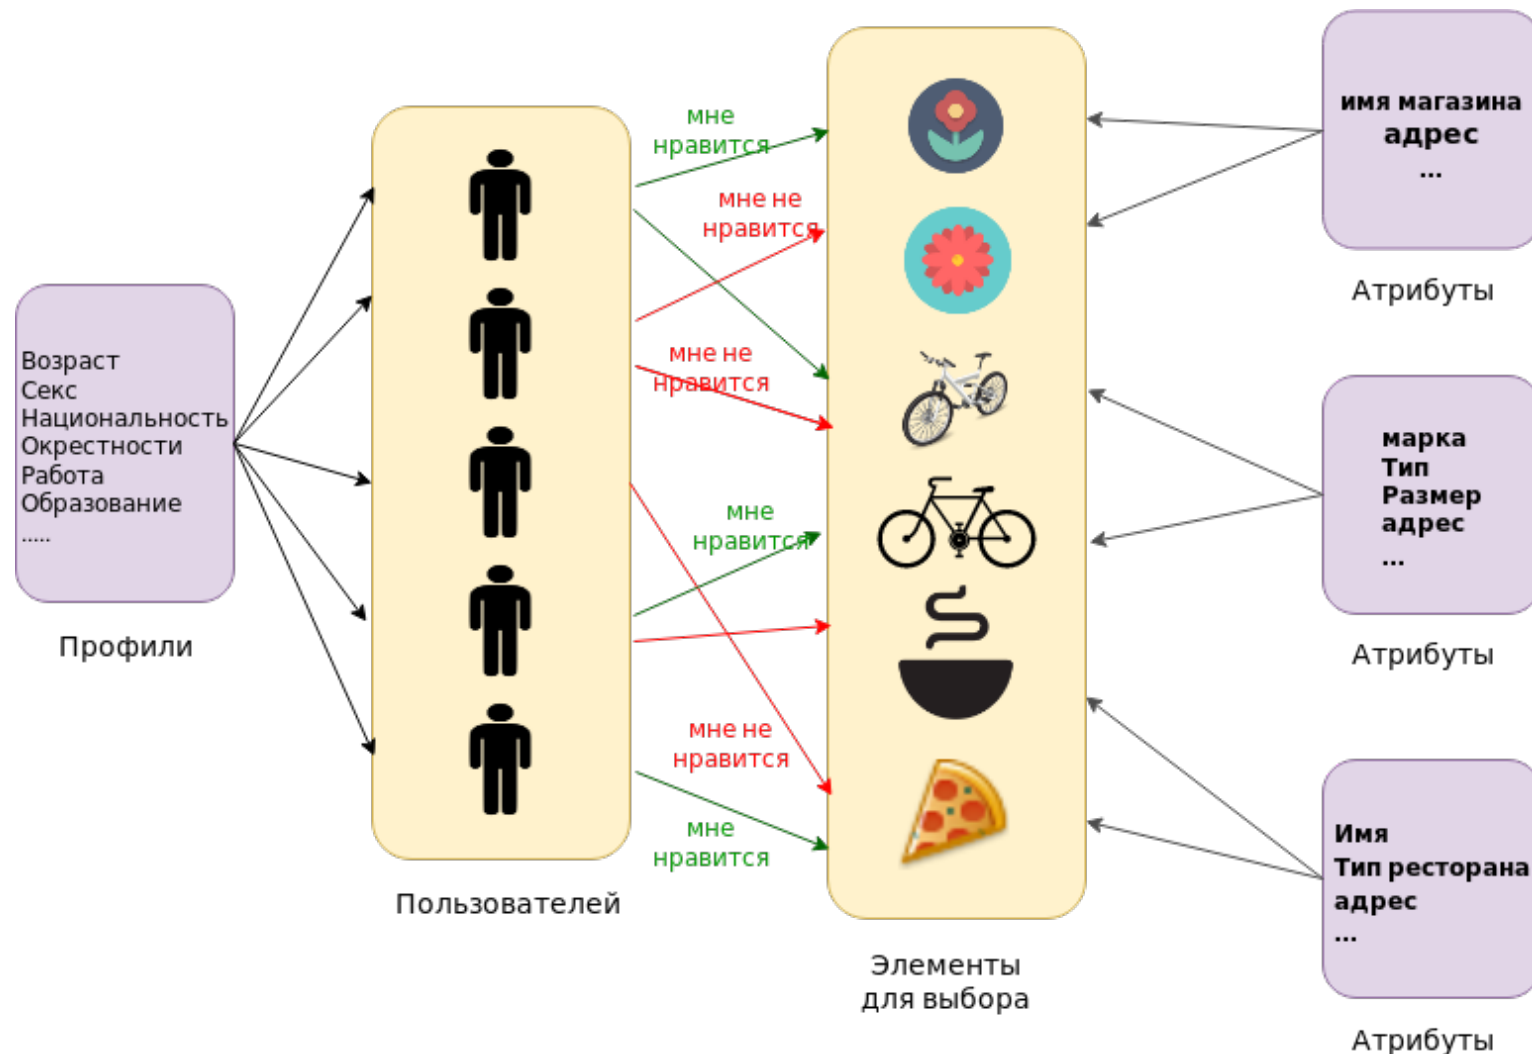 Возраст
Секс
Национальность
Окрестности
Работа
Образование
.....
Профили
Пользователей
мне
нравится
мне не
нравится
мне не
нравится
мне
нравится
мне не
нравится
мне
нравится
Элементы
для выбора
имя магазина
адрес
...
Атрибуты
марка
Тип
Размер
адрес
...
Атрибуты
Имя
Тип ресторана
адрес
...
Атрибуты